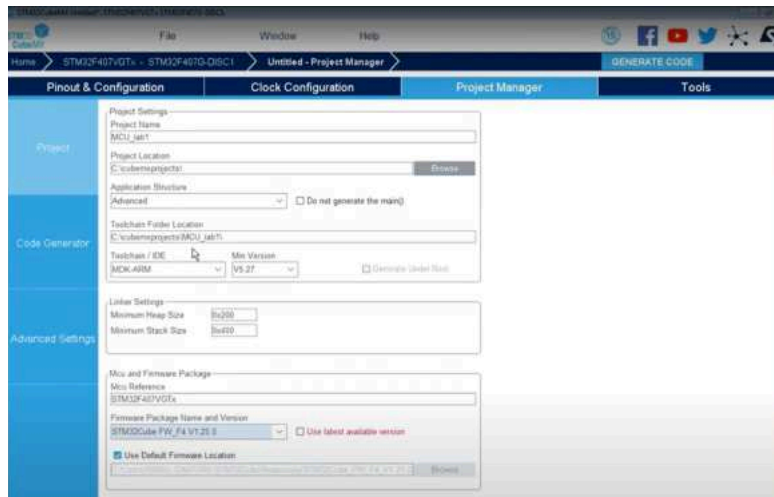 File Window Help
Home STM32F407VGTx - STM32F407G-DISC1 Untitled - Project Manager GENERATE CODE
Pinout & Configuration Clock Configuration Project Manager Tools
Project
Code Generator
Advanced Settings
Project Settings
Project Name
MCU_lab1
Project Location
C:\cubemxprojects\ Browse
Application Structure
Advanced Do not generate the main()
Toolchain Folder Location
C:\cubemxprojects\MCU_lab1\
Toolchain / IDE Min Version
MDK-ARM V5.27 Generate Under Root
Linker Settings
Minimum Heap Size 0x200
Minimum Stack Size 0x400
Mcu and Firmware Package
Mcu Reference
STM32F407VGTx
Firmware Package Name and Version
STM32Cube FW_F4 V1.25.0 Use latest available version
Use Default Firmware Location
Browse